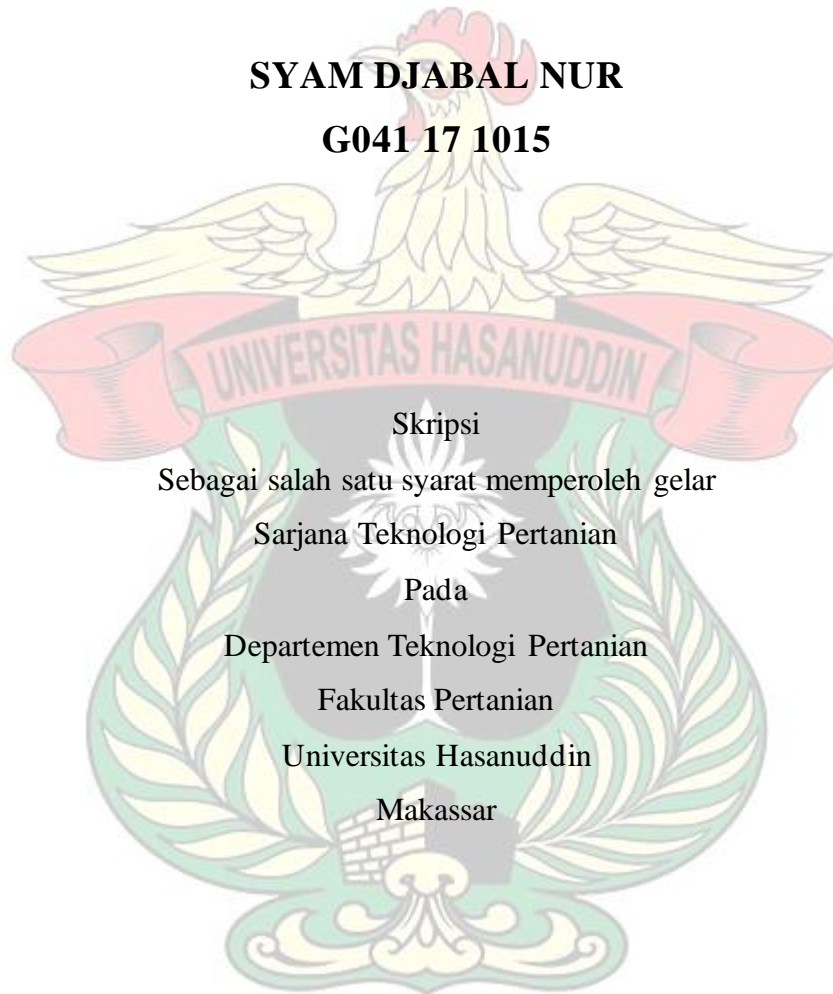 SYAM DJABAL NUR
G041 17 1015
UNIVERSITAS HASANUDDIN
Skripsi
Sebagai salah satu syarat memperoleh gelar
Sarjana Teknologi Pertanian
Pada
Departemen Teknologi Pertanian
Fakultas Pertanian
Universitas Hasanuddin
Makassar